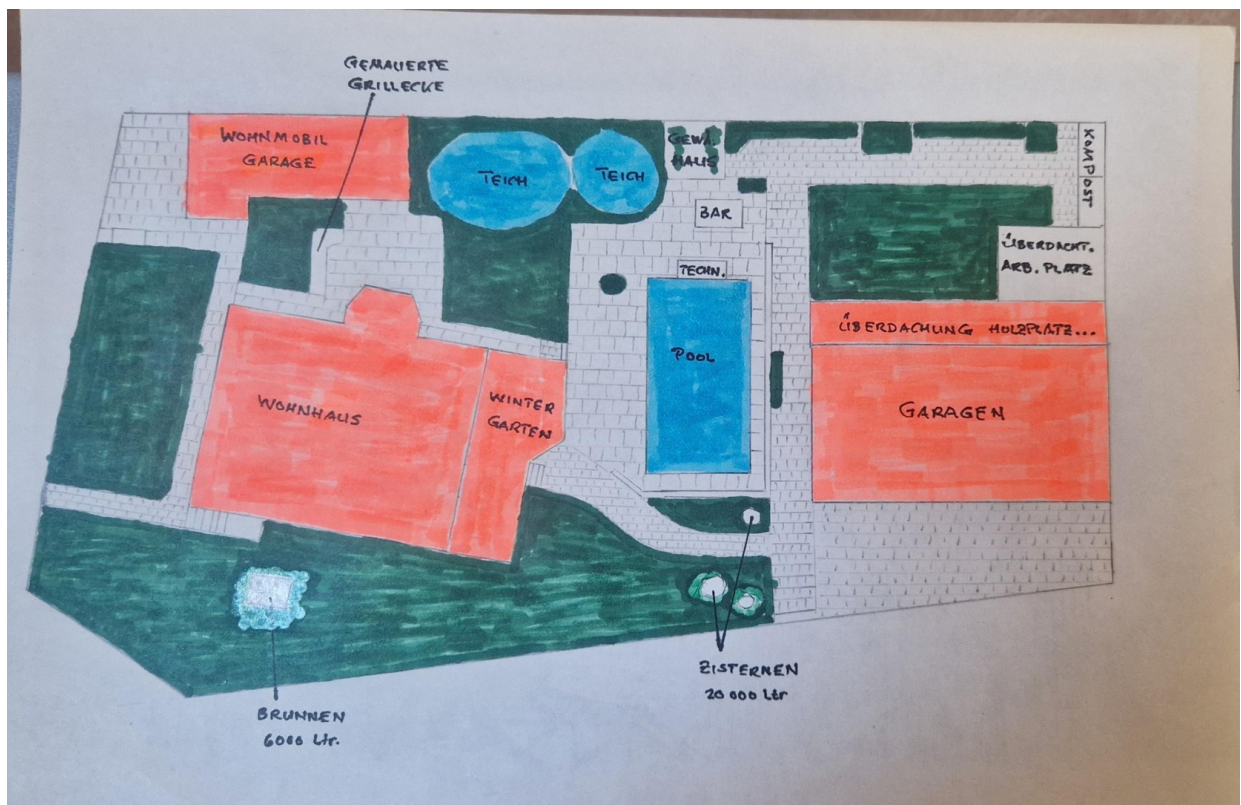 GEMAUERTE
GRILLECKE
WOHNMOBIL
GARAGE
TEICH
TEICH
GEW.
HAUS
KOMPOST
BAR
ÜBERDACHT.
ARB. PLATZ
TECHN.
ÜBERDACHUNG HOLZPLATZ...
POOL
WOHNHAUS
WINTER
GARTEN
GARAGEN
ZISTERNEN
20 000 Ltr
BRUNNEN
6000 Ltr.